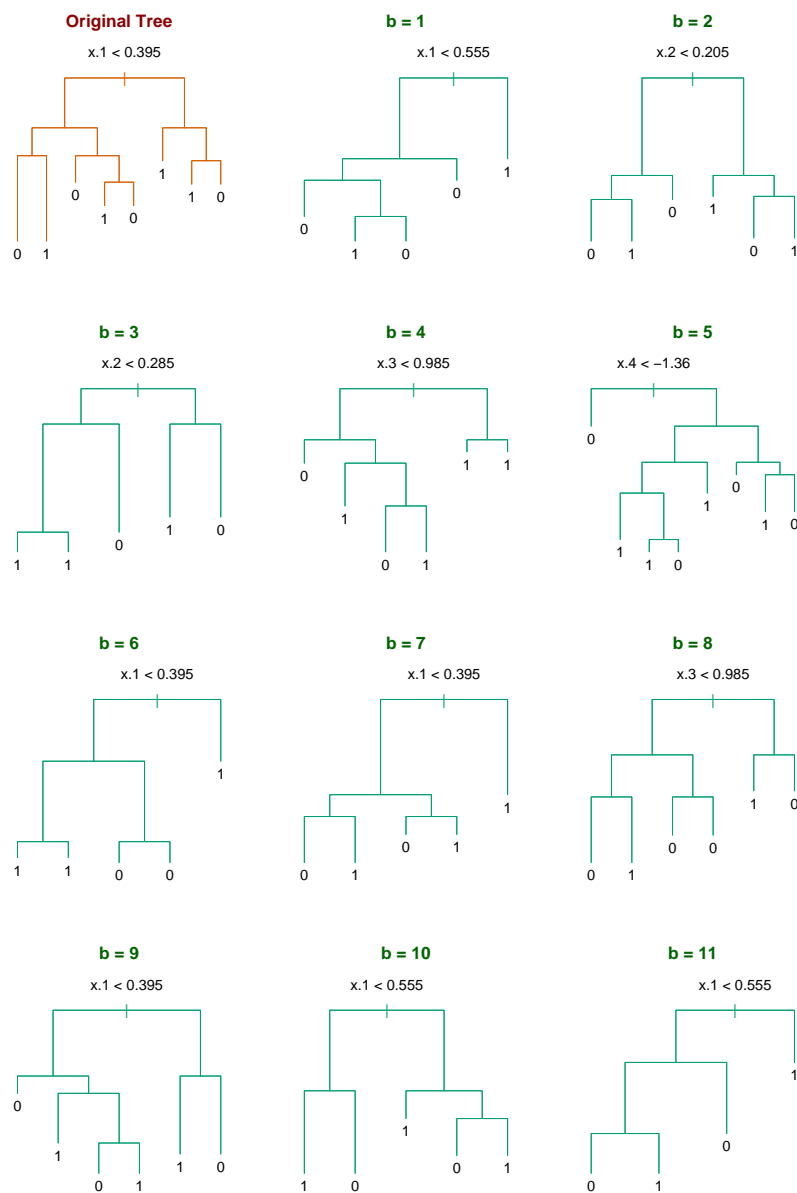 Original Tree
x.1 < 0.395
1
0
1 0
1 0
0 1
b = 1
x.1 < 0.555
1
0
0
1 0
b = 2
x.2 < 0.205
1
0
0 1
0 1
b = 3
x.2 < 0.285
1 0
0
1 1
b = 4
x.3 < 0.985
1 1
0
1
0 1
b = 5
x.4 < −1.36
0
0
1
1 0
1
1 0
b = 6
x.1 < 0.395
1
1 1 0 0
b = 7
x.1 < 0.395
1
0 1
0 1
b = 8
x.3 < 0.985
1 0
0 0
0 1
b = 9
x.1 < 0.395
0
1
1 0
0 1
b = 10
x.1 < 0.555
1
0 1
1 0
b = 11
x.1 < 0.555
1
0
0 1